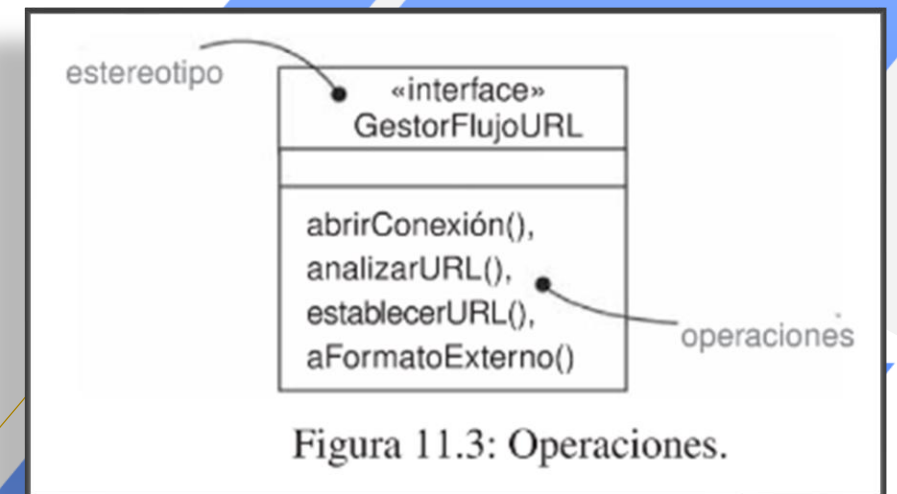 estereotipo
«interface»
GestorFlujoURL
abrirConexión(),
analizarURL(),
establecerURL(),
aFormatoExterno()
operaciones
Figura 11.3: Operaciones.